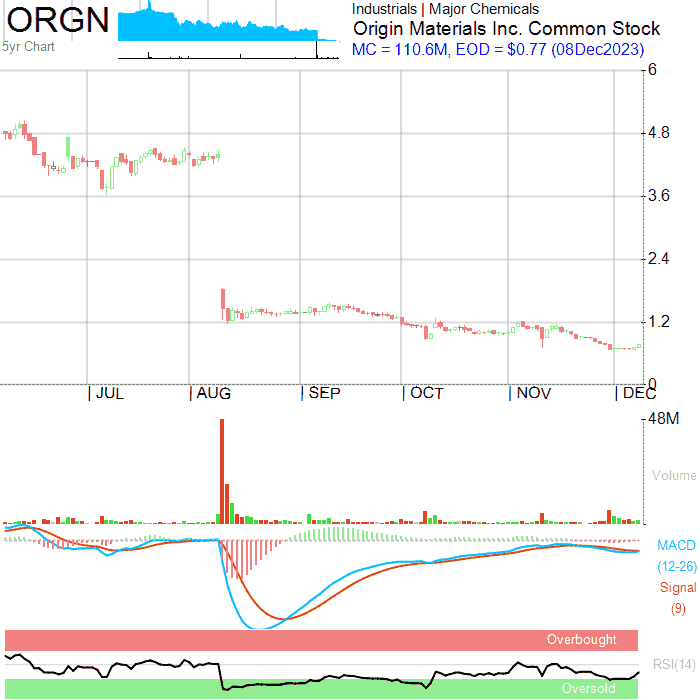 ORGN
5yr Chart
Industrials | Major Chemicals
Origin Materials Inc. Common Stock
MC = 110.6M, EOD = $0.77 (08Dec2023)
6
4.8
3.6
2.4
1.2
0
JUL AUG SEP OCT NOV DEC
48M
Volume
MACD
(12-26)
Signal
(9)
Overbought
RSI(14)
Oversold